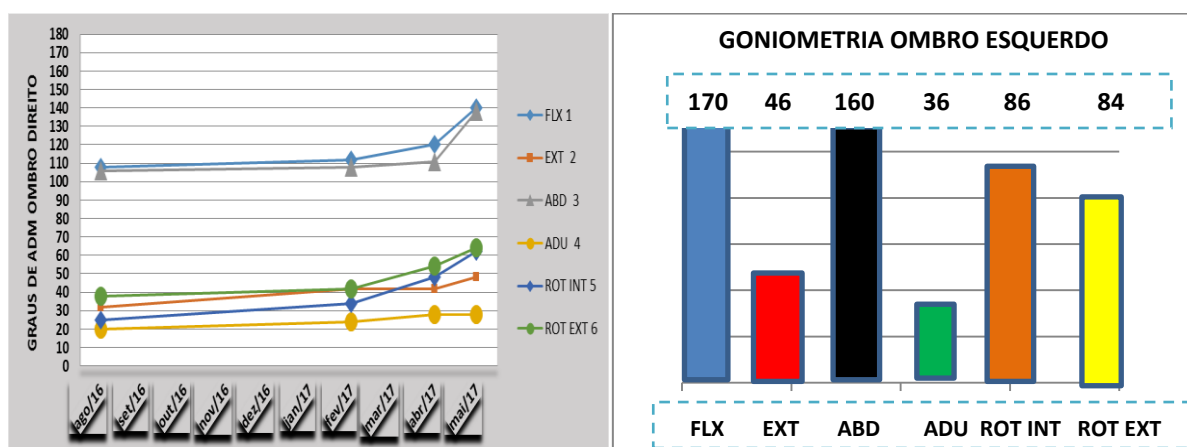 GRAUS DE ADM OMBRO DIREITO
180
170
160
150
140
130
120
110
100
90
80
70
60
50
40
30
20
10
0
ago/16
set/16
out/16
nov/16
dez/16
jan/17
fev/17
mar/17
abr/17
mai/17
FLX 1
EXT 2
ABD 3
ADU 4
ROT INT 5
ROT EXT 6
GONIOMETRIA OMBRO ESQUERDO
170 46 160 36 86 84
FLX EXT ABD ADU ROT INT ROT EXT